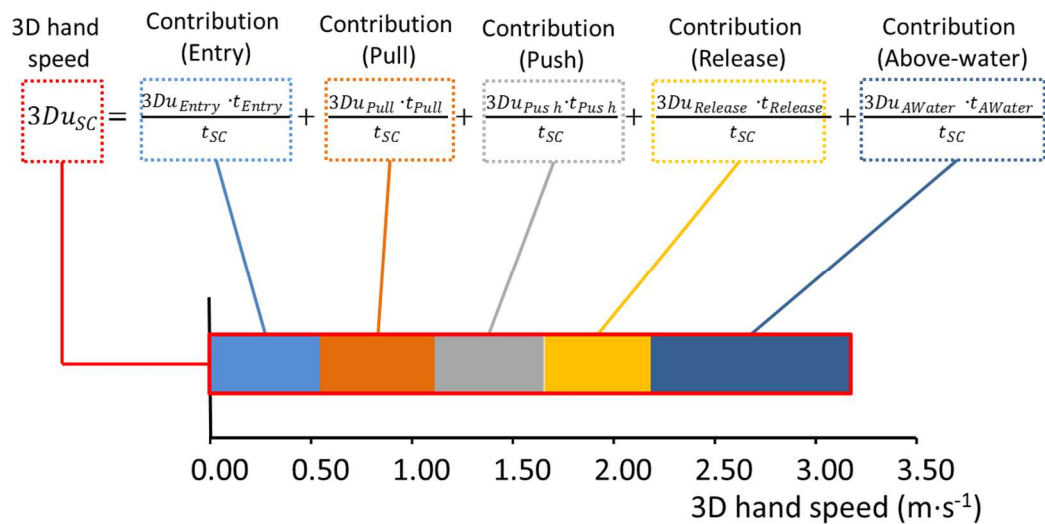 3D hand speed
Contribution (Entry)
Contribution (Pull)
Contribution (Push)
Contribution (Release)
Contribution (Above-water)
3Du_SC = 3Du_Entry ·t_Entry / t_SC + 3Du_Pull ·t_Pull / t_SC + 3Du_Pus h ·t_Pus h / t_SC + 3Du_Release ·t_Release / t_SC + 3Du_AWater ·t_AWater / t_SC
0.00 0.50 1.00 1.50 2.00 2.50 3.00 3.50
3D hand speed (m·s⁻¹)